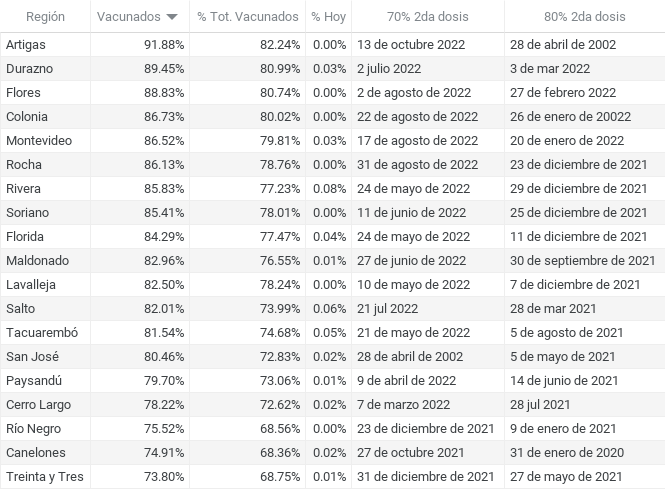 Región Vacunados % Tot. Vacunados % Hoy 70% 2da dosis 80% 2da dosis
Artigas 91.88% 82.24% 0.00% 13 de octubre 2022 28 de abril de 2002
Durazno 89.45% 80.99% 0.03% 2 julio 2022 3 de mar 2022
Flores 88.83% 80.74% 0.00% 2 de agosto de 2022 27 de febrero 2022
Colonia 86.73% 80.02% 0.00% 22 de agosto de 2022 26 de enero de 20022
Montevideo 86.52% 79.81% 0.03% 17 de agosto de 2022 20 de enero de 2022
Rocha 86.13% 78.76% 0.00% 31 de agosto de 2022 23 de diciembre de 2021
Rivera 85.83% 77.23% 0.08% 24 de mayo de 2022 29 de diciembre de 2021
Soriano 85.41% 78.01% 0.00% 11 de junio de 2022 25 de diciembre de 2021
Florida 84.29% 77.47% 0.04% 24 de mayo de 2022 11 de diciembre de 2021
Maldonado 82.96% 76.55% 0.01% 27 de junio de 2022 30 de septiembre de 2021
Lavalleja 82.50% 78.24% 0.00% 10 de mayo de 2022 7 de diciembre de 2021
Salto 82.01% 73.99% 0.06% 21 jul 2022 28 de mar 2021
Tacuarembó 81.54% 74.68% 0.05% 21 de mayo de 2022 5 de agosto de 2021
San José 80.46% 72.83% 0.02% 28 de abril de 2002 5 de mayo de 2021
Paysandú 79.70% 73.06% 0.01% 9 de abril de 2022 14 de junio de 2021
Cerro Largo 78.22% 72.62% 0.02% 7 de marzo 2022 28 jul 2021
Río Negro 75.52% 68.56% 0.00% 23 de diciembre de 2021 9 de enero de 2021
Canelones 74.91% 68.36% 0.02% 27 de octubre 2021 31 de enero de 2020
Treinta y Tres 73.80% 68.75% 0.01% 31 de diciembre de 2021 27 de mayo de 2021